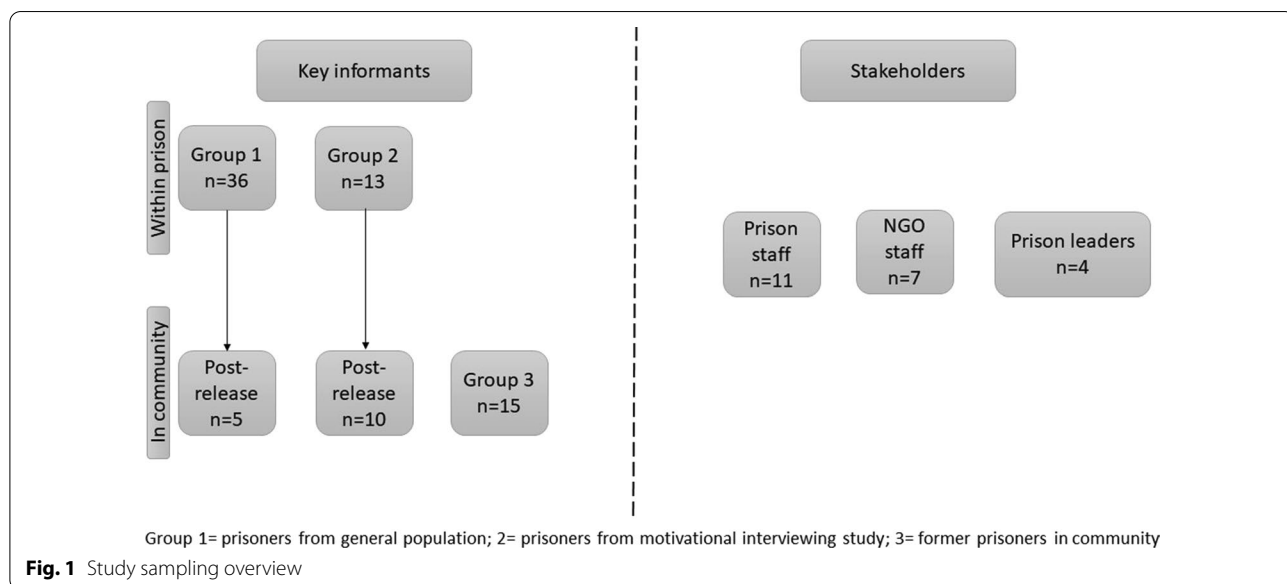 Key informants
Stakeholders
Within prison
Group 1
n=36
Group 2
n=13
Prison
staff
n=11
NGO
staff
n=7
Prison leaders
n=4
In community
Post-
release
n=5
Post-
release
n=10
Group 3
n=15
Group 1= prisoners from general population; 2= prisoners from motivational interviewing study; 3= former prisoners in community
Fig. 1 Study sampling overview